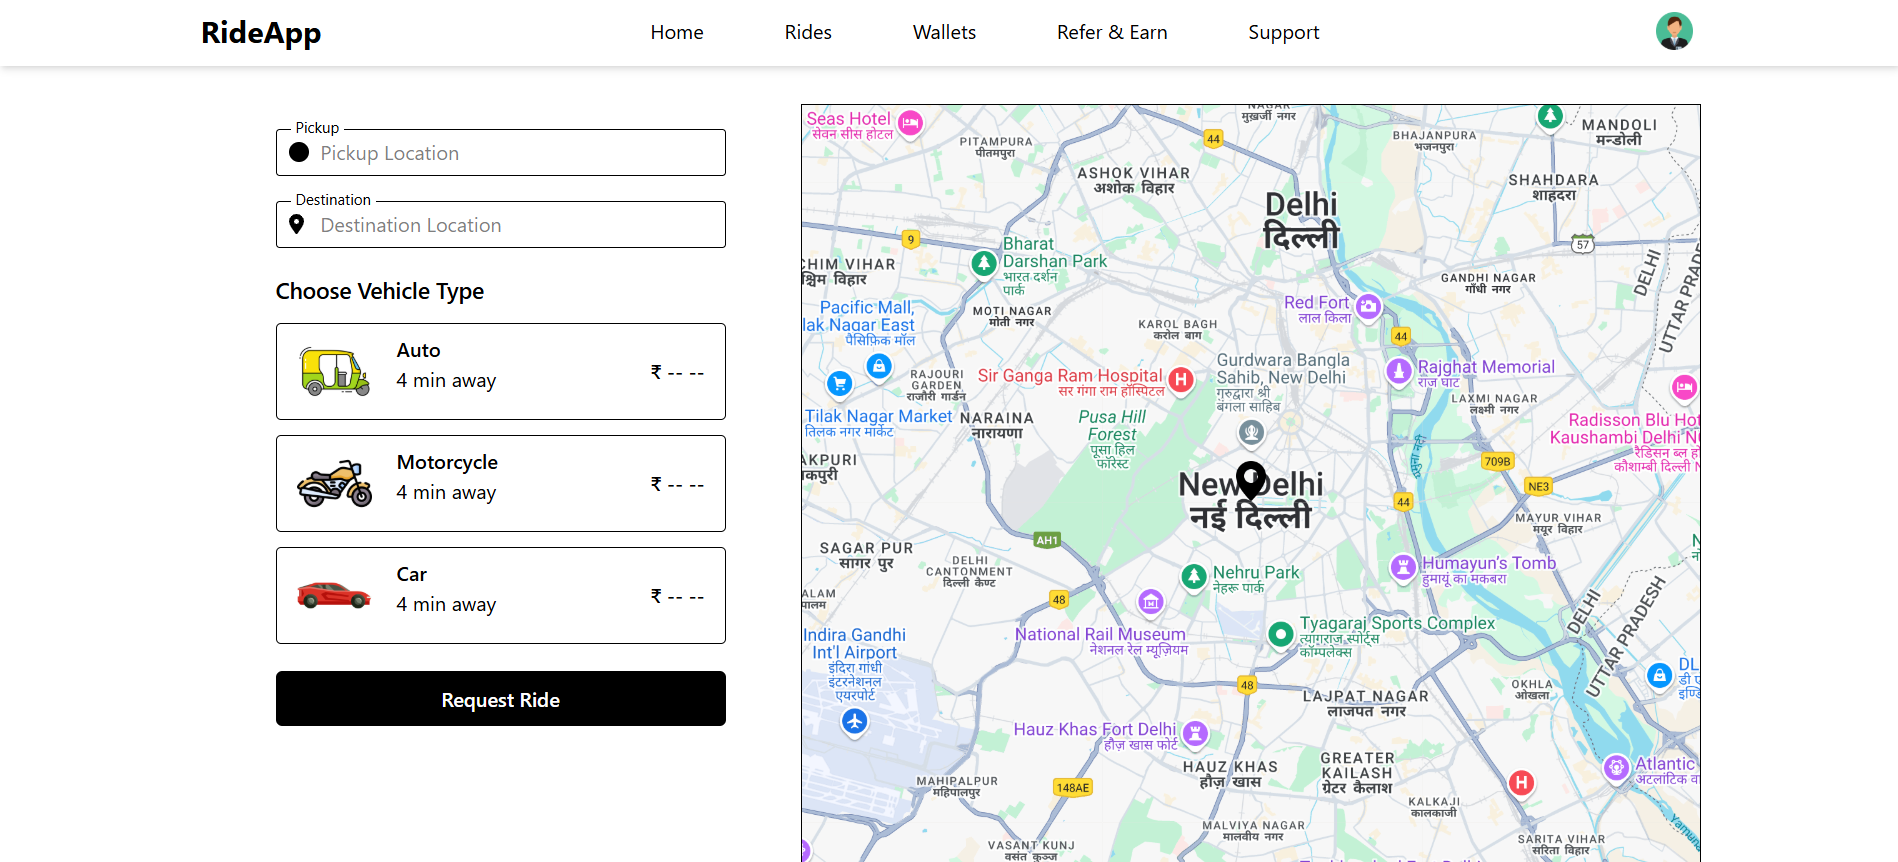 RideApp
Home
Rides
Wallets
Refer & Earn
Support
Pickup
Pickup Location
Destination
Destination Location
Choose Vehicle Type
Auto
4 min away
₹ -- --
Motorcycle
4 min away
₹ -- --
Car
4 min away
₹ -- --
Request Ride
Seas Hotel
सेवन सीस होटल
PITAMPURA
पीतमपुरा
मुखर्जी नगर
44
BHAJANPURA
भजनपुरा
MANDOLI
मन्डोली
ASHOK VIHAR
अशोक विहार
SHAHDARA
शाहदरा
Delhi
दिल्ली
9
57
Bharat
Darshan Park
भारत दर्शन
पार्क
CHIM VIHAR
श्चिम विहार
GANDHI NAGAR
गाँधी नगर
DELHI
UTTAR PRAD
Pacific Mall,
lak Nagar East
पैसिफ़िक मॉल
MOTI NAGAR
मोती नगर
KAROL BAGH
करोल बाग
Red Fort
लाल किला
44
Gurdwara Bangla
Sahib, New Delhi
गुरुद्वारा श्री
बंगला साहिब
Rajghat Memorial
राज घाट
RAJOURI
GARDEN
राजौरी गार्डन
Sir Ganga Ram Hospital
सर गंगा राम हॉस्पिटल
H
LAXMI NAGAR
लक्ष्मी नगर
Tilak Nagar Market
तिलक नगर मार्केट
NARAINA
नारायणा
Pusa Hill
Forest
पूसा हिल
फॉरेस्ट
Radisson Blu Hot
Kaushambi Delhi N
रैडिसन ब्लू ह
कौशाम्बी दिल्ली
यमुना नदी
AKPURI
कपुरी
709B
NE3
New Delhi
नई दिल्ली
44
MAYUR VIHAR
मयूर विहार
SAGAR PUR
सागर पुर
AH1
DELHI
CANTONMENT
दिल्ली कैण्ट
Nehru Park
नेहरू पार्क
Humayun's Tomb
हुमायूं का मकबरा
ALAM
पालम
48
National Rail Museum
नेशनल रेल म्यूज़ियम
Tyagaraj Sports Complex
त्यागराज स्पोर्ट्स
कॉम्पलेक्स
DELHI
UTTAR PRADESH
Indira Gandhi
Int'l Airport
इंदिरा गांधी
इंटरनेशनल
एयरपोर्ट
48
LAJPAT NAGAR
लाजपत नगर
OKHLA
ओखला
DL
डी ए
इण्डि
Hauz Khas Fort Delhi
हौज़ खास फोर्ट
HAUZ KHAS
हौज़ खास
GREATER
KAILASH
ग्रेटर कैलाश
H
Atlantic
अटलांटिक व
MAHIPALPUR
महिपालपुर
148AE
KALKAJI
कालकाजी
MALVIYA NAGAR
मालवीय नगर
VASANT KUNJ
वसंत कुञ्ज
SARITA VIHAR
सरिता विहार
Yamuna